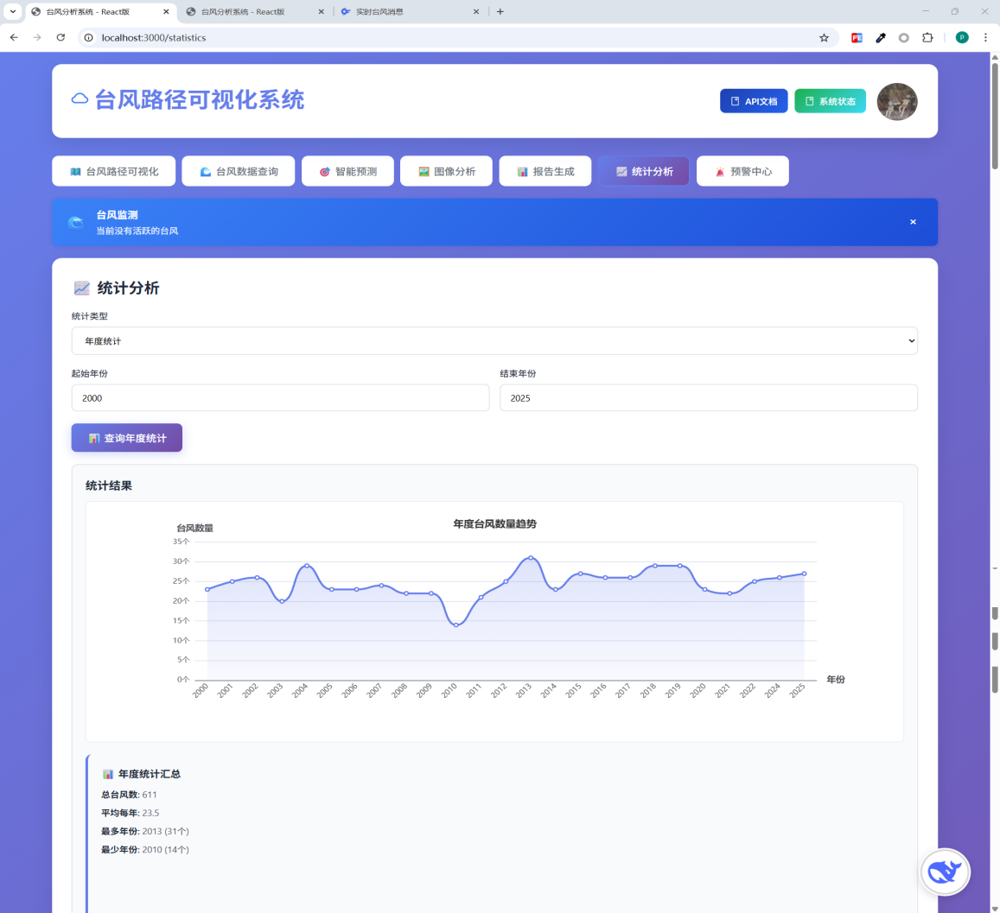 台风分析系统 - React版
台风分析系统 - React版
实时台风消息
localhost:3000/statistics
台风路径可视化系统
API文档
系统状态
台风路径可视化
台风数据查询
智能预测
图像分析
报告生成
统计分析
预警中心
台风监测
当前没有活跃的台风
统计分析
统计类型
年度统计
起始年份
结束年份
2000
2025
查询年度统计
统计结果
年度台风数量趋势
台风数量
35个
30个
25个
20个
15个
10个
5个
0个
2000 2001 2002 2003 2004 2005 2006 2007 2008 2009 2010 2011 2012 2013 2014 2015 2016 2017 2018 2019 2020 2021 2022 2024 2025
年份
年度统计汇总
总台风数: 611
平均每年: 23.5
最多年份: 2013 (31个)
最少年份: 2010 (14个)